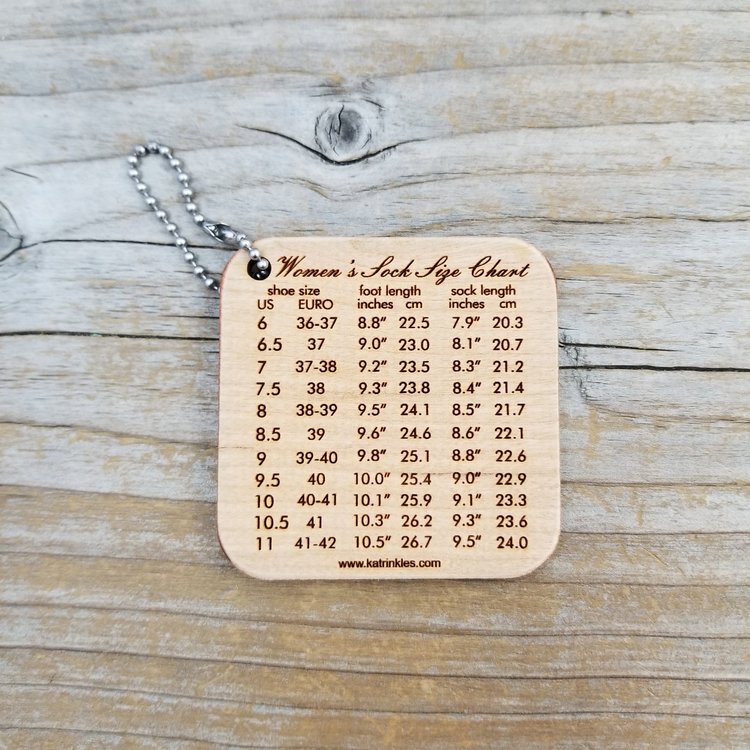 Women's Sock Size Chart
shoe size foot length sock length
US EURO inches cm inches cm
6 36-37 8.8" 22.5 7.9" 20.3
6.5 37 9.0" 23.0 8.1" 20.7
7 37-38 9.2" 23.5 8.3" 21.2
7.5 38 9.3" 23.8 8.4" 21.4
8 38-39 9.5" 24.1 8.5" 21.7
8.5 39 9.6" 24.6 8.6" 22.1
9 39-40 9.8" 25.1 8.8" 22.6
9.5 40 10.0" 25.4 9.0" 22.9
10 40-41 10.1" 25.9 9.1" 23.3
10.5 41 10.3" 26.2 9.3" 23.6
11 41-42 10.5" 26.7 9.5" 24.0
www.katrinkles.com